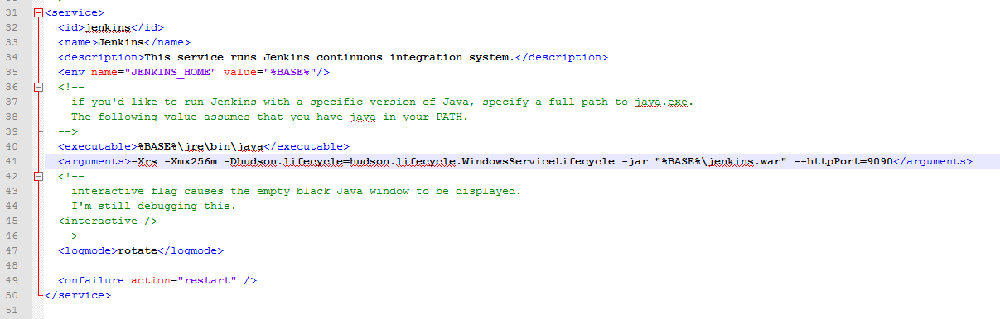 31 <service>
32 <id>jenkins</id>
33 <name>Jenkins</name>
34 <description>This service runs Jenkins continuous integration system.</description>
35 <env name="JENKINS_HOME" value="%BASE%"/>
36 <!--
37 if you'd like to run Jenkins with a specific version of Java, specify a full path to java.exe.
38 The following value assumes that you have java in your PATH.
39 -->
40 <executable>%BASE%\jre\bin\java</executable>
41 <arguments>-Xrs -Xmx256m -Dhudson.lifecycle=hudson.lifecycle.WindowsServiceLifecycle -jar "%BASE%\jenkins.war" --httpPort=9090</arguments>
42 <!--
43 interactive flag causes the empty black Java window to be displayed.
44 I'm still debugging this.
45 <interactive />
46 -->
47 <logmode>rotate</logmode>
48
49 <onfailure action="restart" />
50 </service>
51